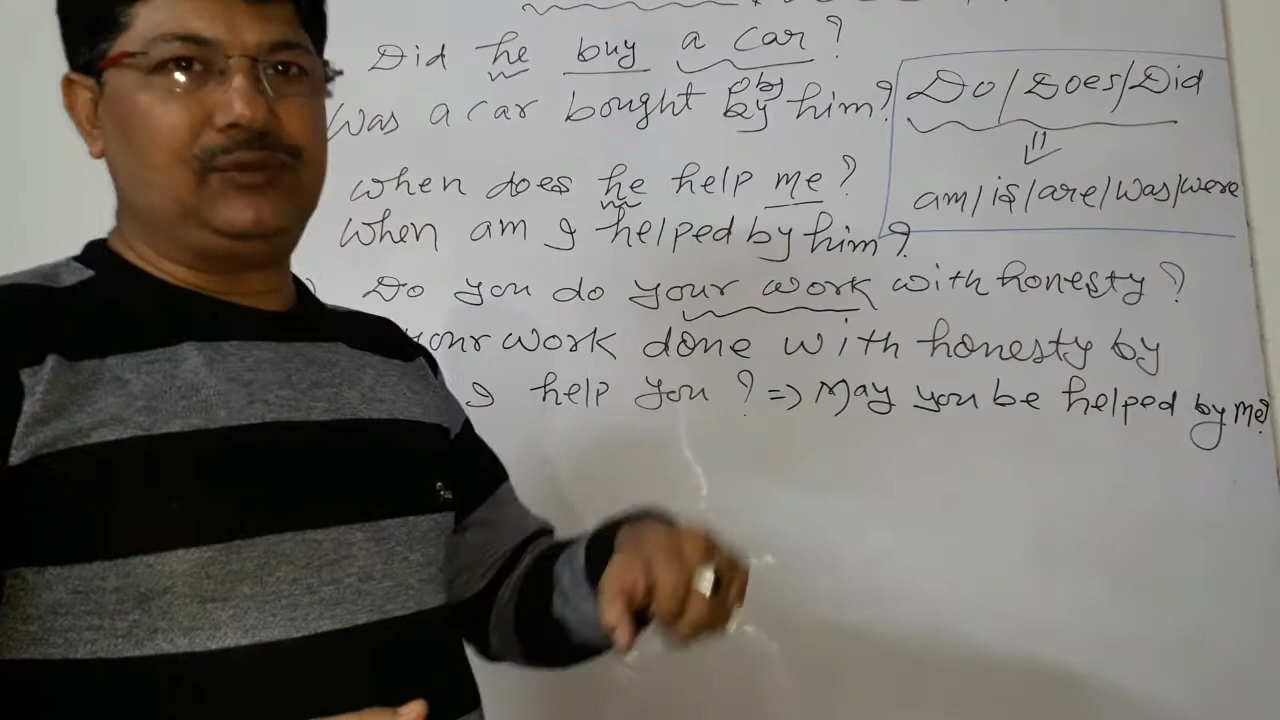 Did he buy a car?
obj
Was a car bought by him?
When does he help me?
When am I helped by him?
Do you do your work with honesty?
your work done with honesty by
I help you? => May you be helped by me?
Do/Does/Did
am/is/are/was/were